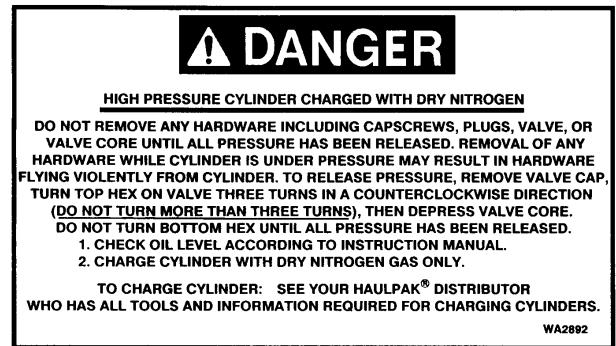 DANGER
HIGH PRESSURE CYLINDER CHARGED WITH DRY NITROGEN
DO NOT REMOVE ANY HARDWARE INCLUDING CAPSCREWS, PLUGS, VALVE, OR
VALVE CORE UNTIL ALL PRESSURE HAS BEEN RELEASED. REMOVAL OF ANY
HARDWARE WHILE CYLINDER IS UNDER PRESSURE MAY RESULT IN HARDWARE
FLYING VIOLENTLY FROM CYLINDER. TO RELEASE PRESSURE, REMOVE VALVE CAP,
TURN TOP HEX ON VALVE THREE TURNS IN A COUNTERCLOCKWISE DIRECTION
(DO NOT TURN MORE THAN THREE TURNS), THEN DEPRESS VALVE CORE.
DO NOT TURN BOTTOM HEX UNTIL ALL PRESSURE HAS BEEN RELEASED.
1. CHECK OIL LEVEL ACCORDING TO INSTRUCTION MANUAL.
2. CHARGE CYLINDER WITH DRY NITROGEN GAS ONLY.
TO CHARGE CYLINDER: SEE YOUR HAULPAK® DISTRIBUTOR
WHO HAS ALL TOOLS AND INFORMATION REQUIRED FOR CHARGING CYLINDERS.
WA2892